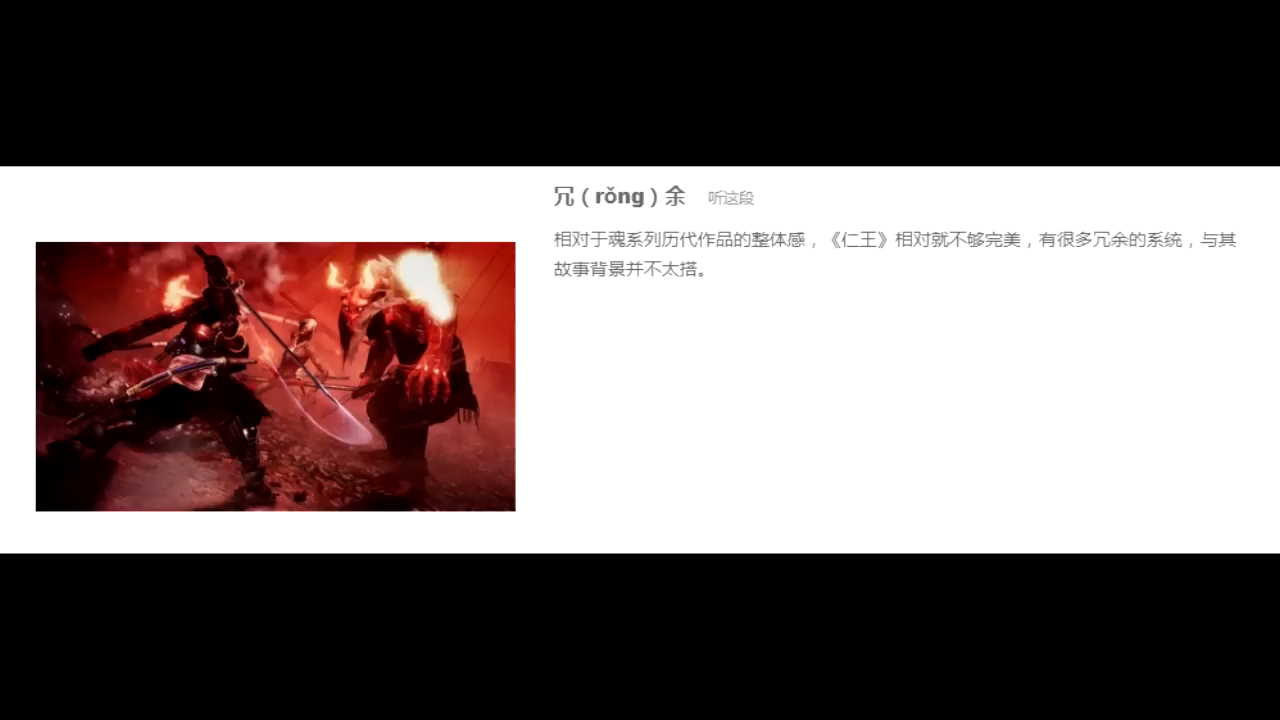 冗（rǒng）余 听这段
相对于魂系列历代作品的整体感，《仁王》相对就不够完美，有很多冗余的系统，与其
故事背景并不太搭。